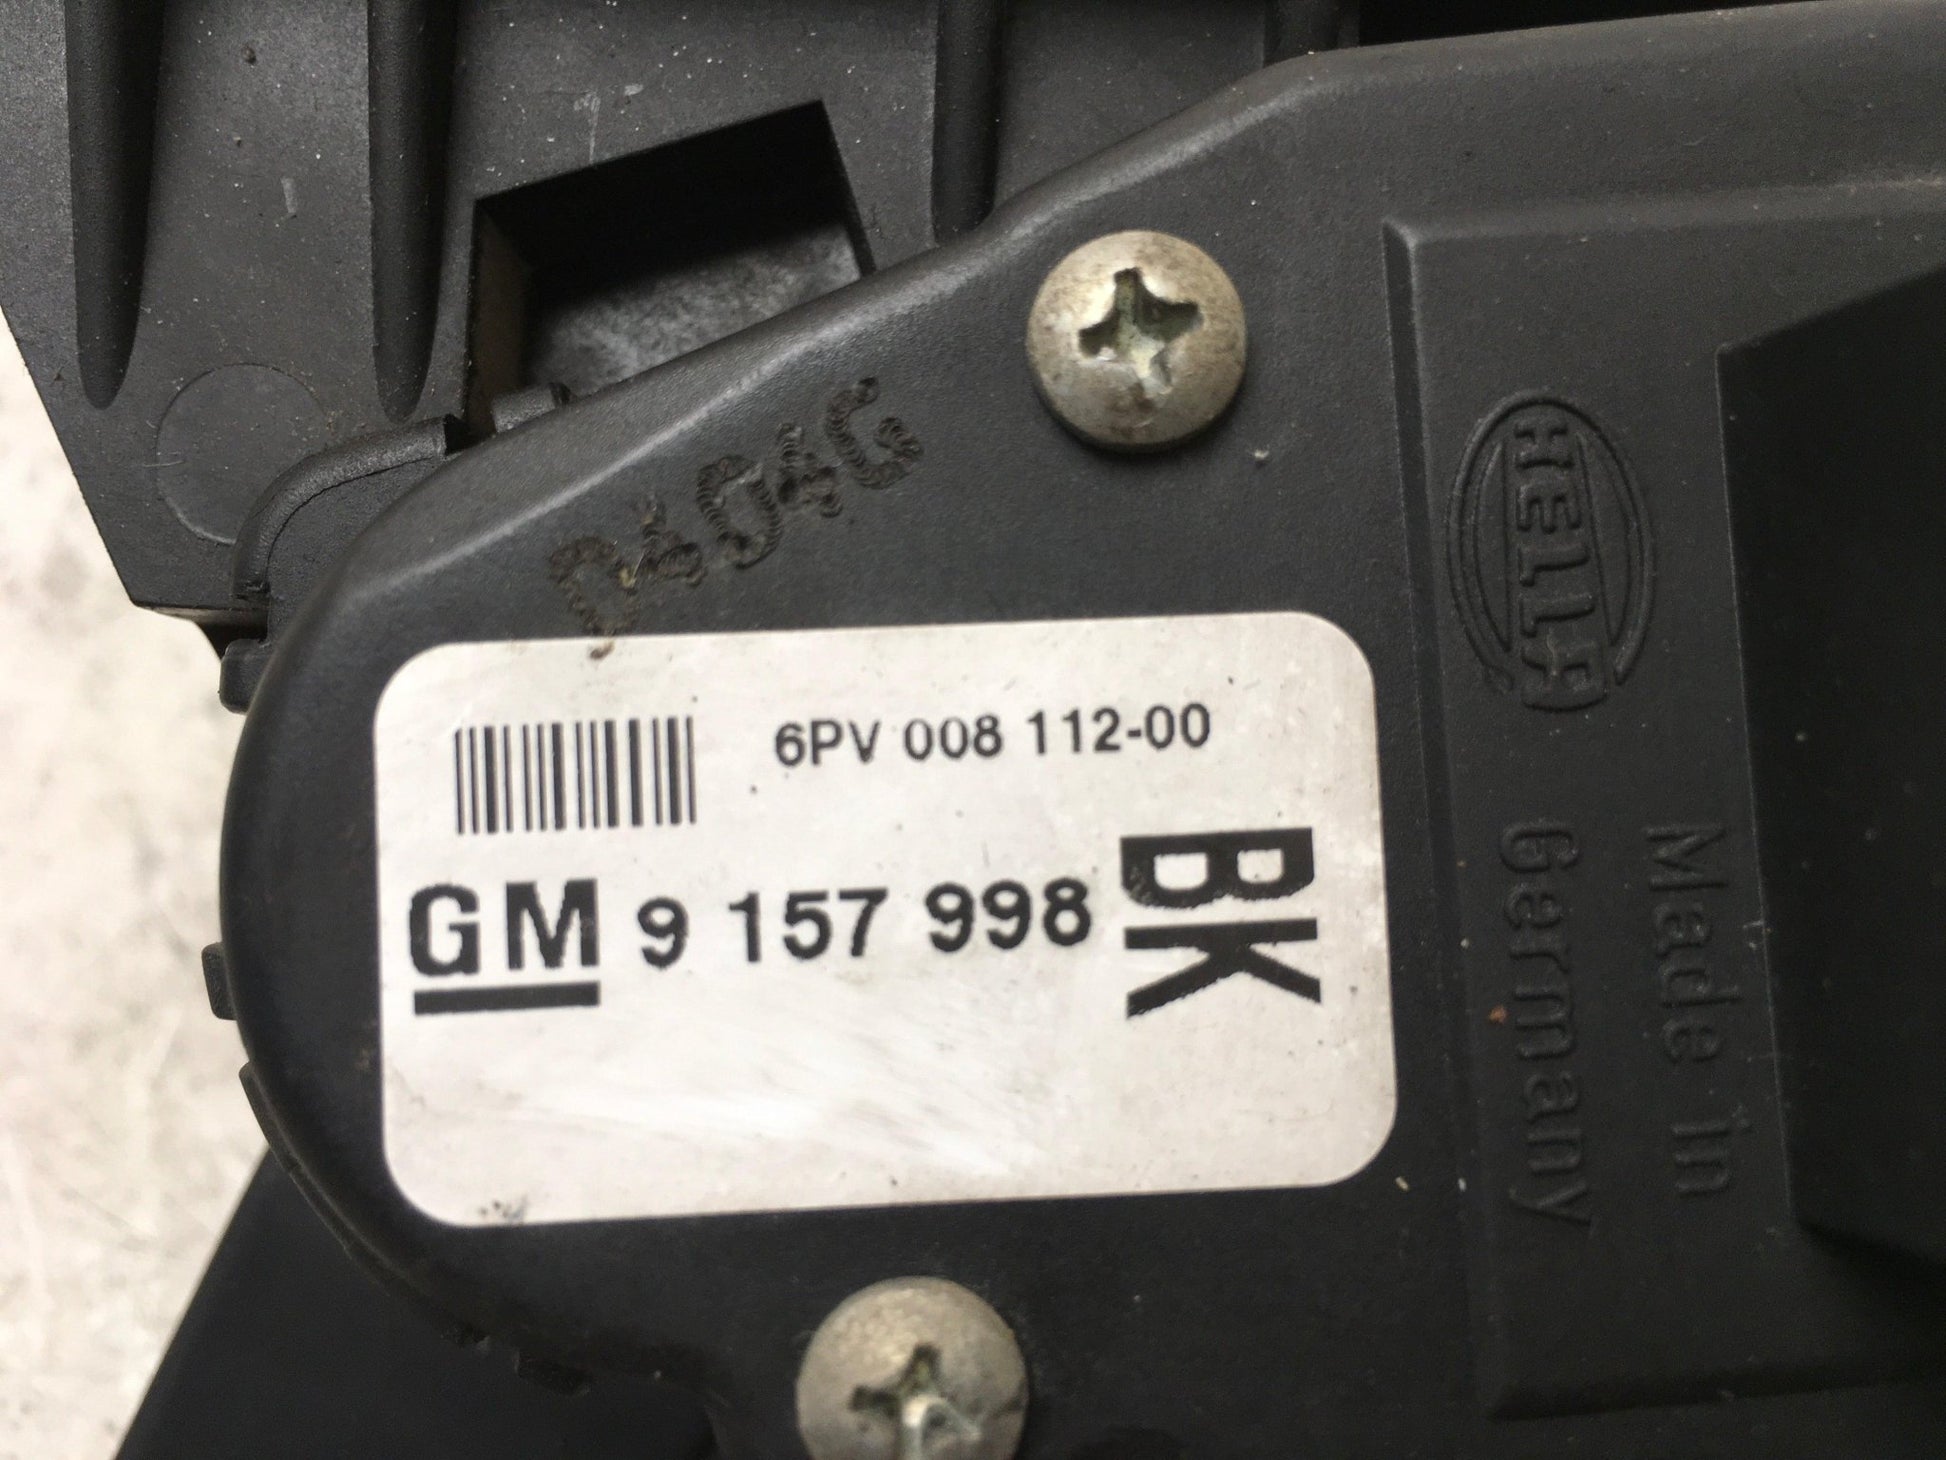 6PV 008 112-00
GM 9 157 998 BK
HELLA
Made in
Germany